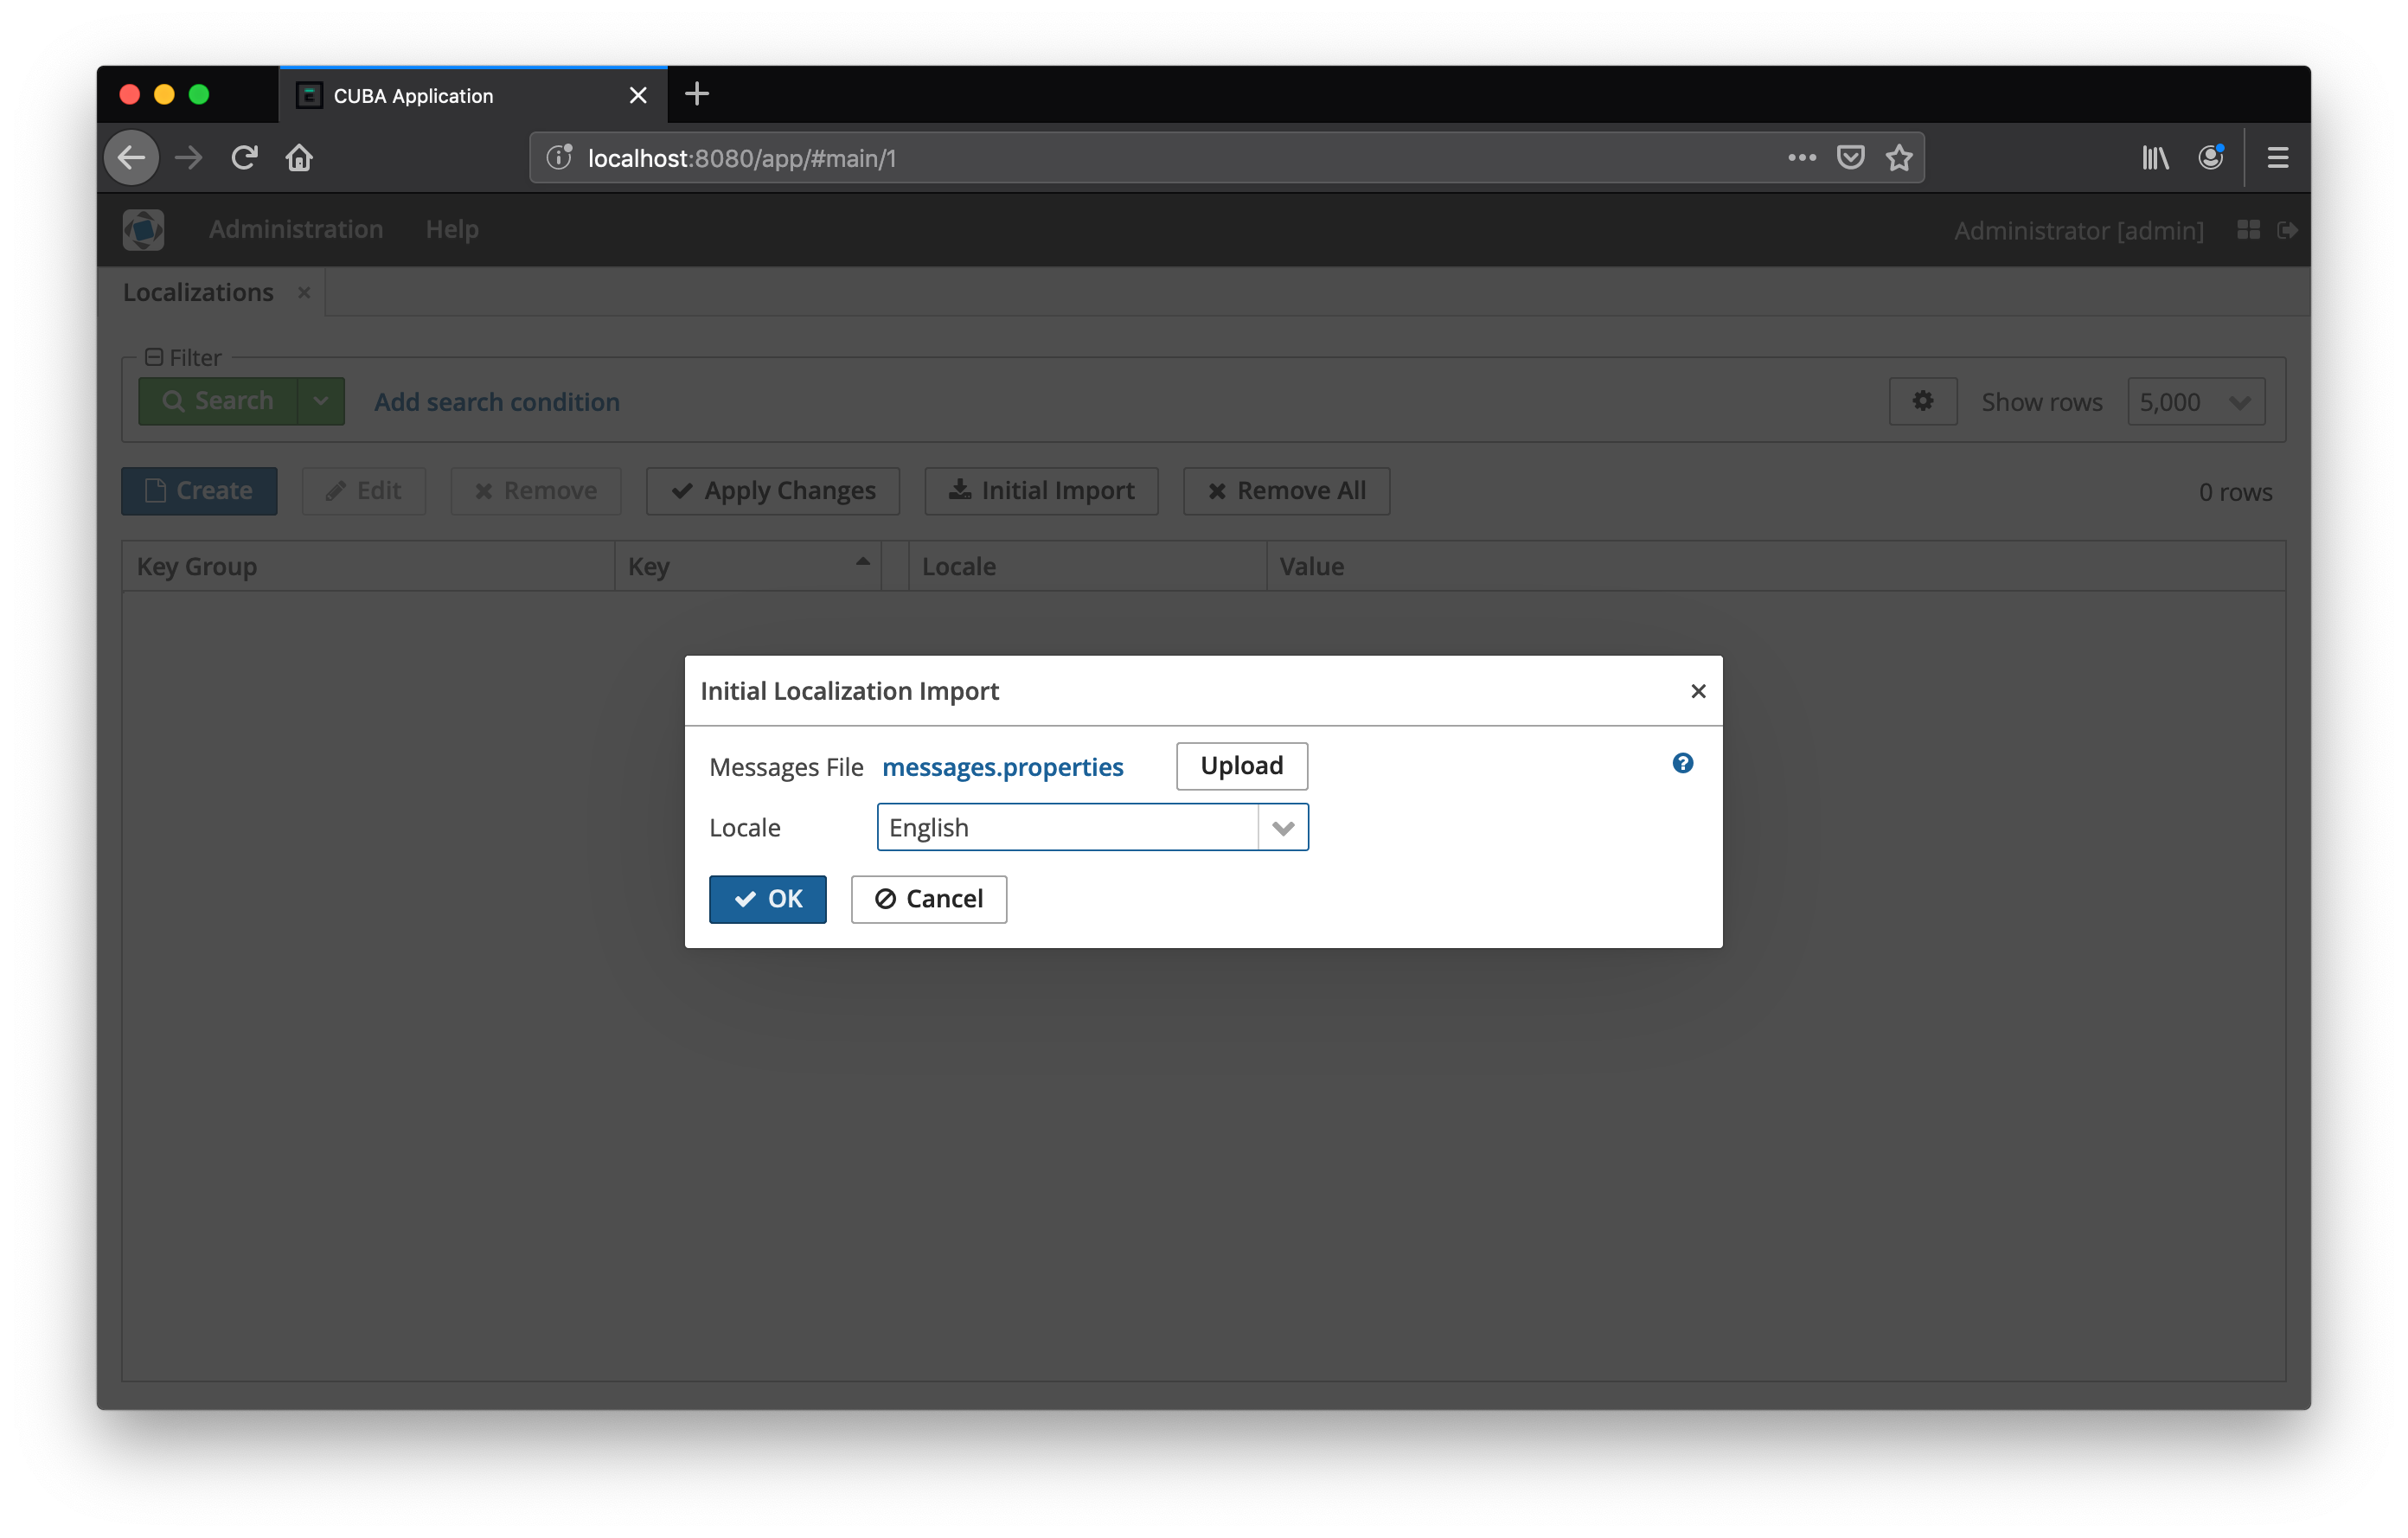 CUBA Application
localhost:8080/app/#main/1
Administration Help Administrator [admin]
Localizations
Filter
Search Add search condition Show rows 5,000
Create Edit Remove Apply Changes Initial Import Remove All 0 rows
Key Group Key Locale Value
Initial Localization Import
Messages File messages.properties Upload
Locale English
OK Cancel